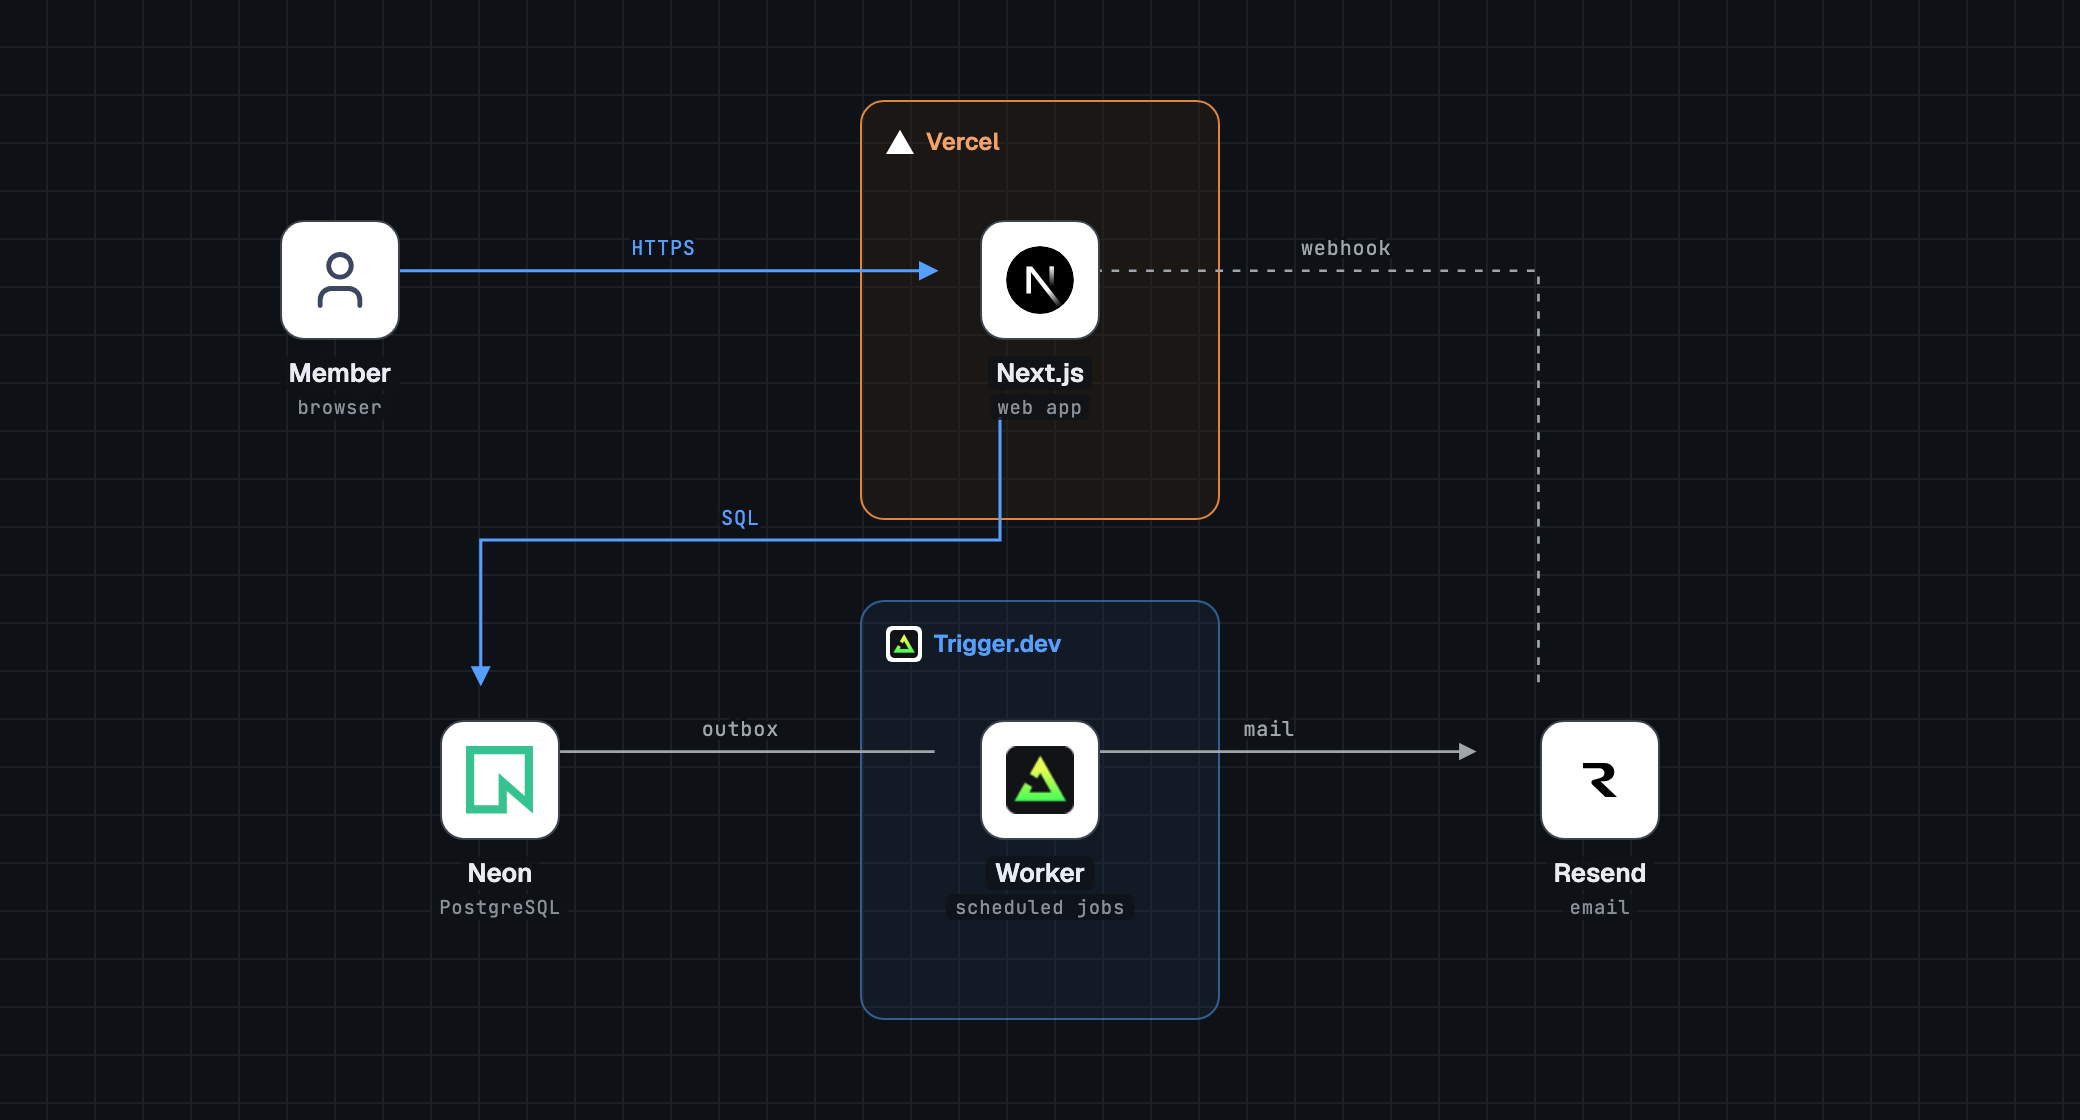 Vercel
HTTPS
webhook
Member
browser
Next.js
web app
SQL
Trigger.dev
outbox
mail
Neon
PostgreSQL
Worker
scheduled jobs
Resend
email